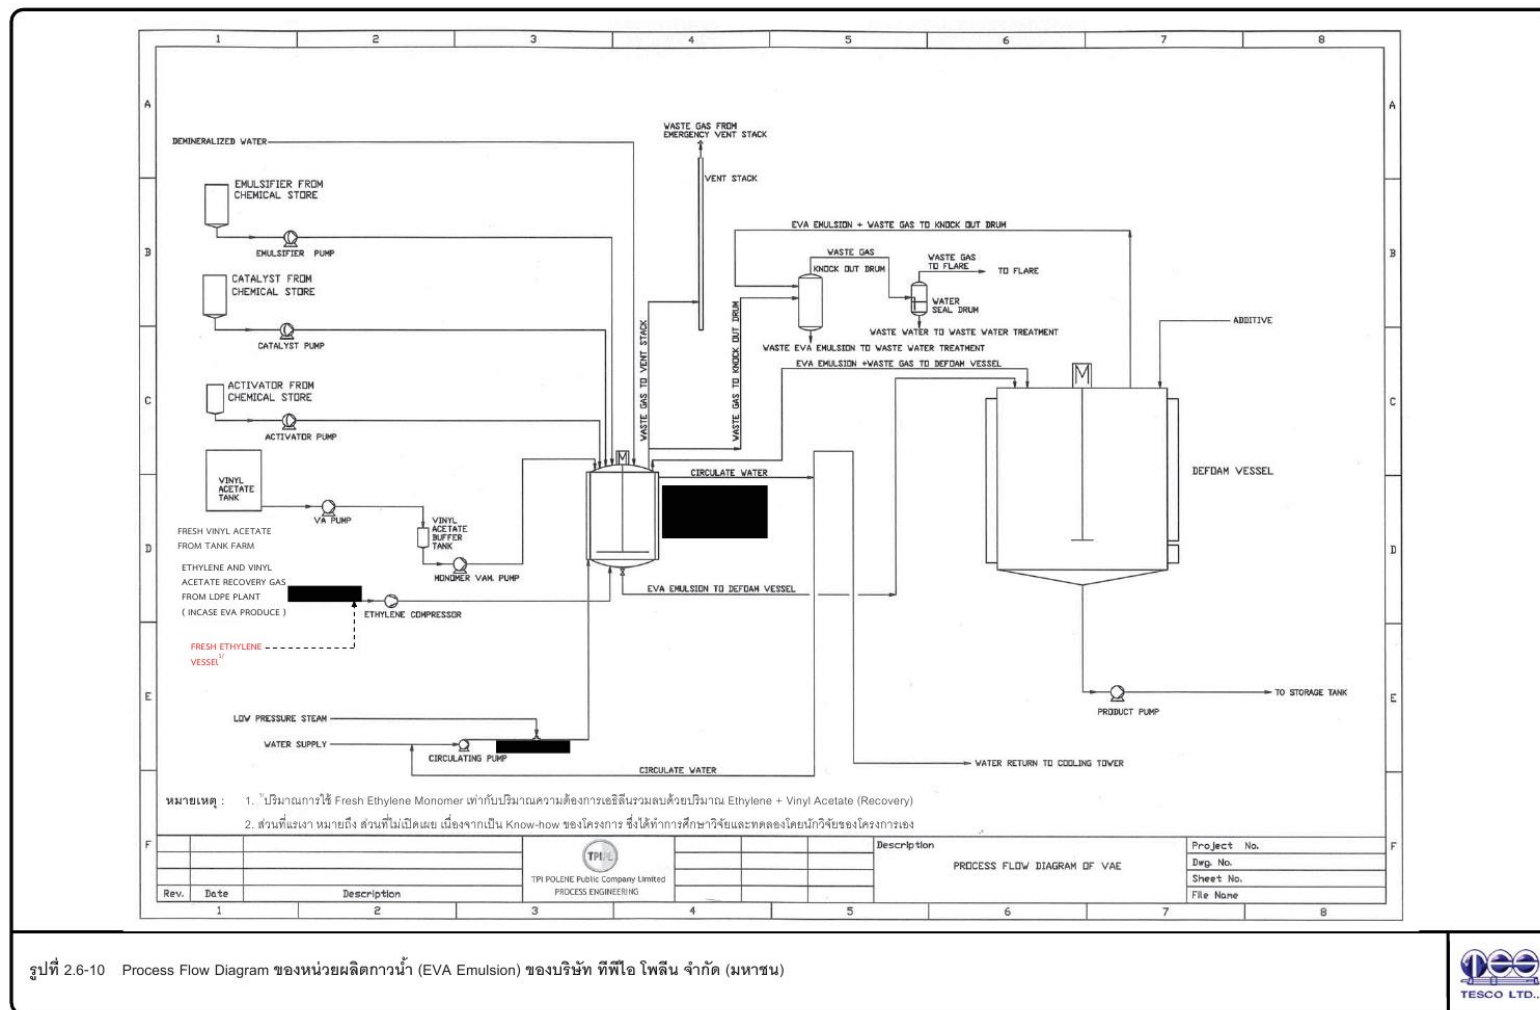 1 2 3 4 5 6 7 8
A A
DEMINERALIZED WATER
WASTE GAS FROM
EMERGENCY VENT STACK
VENT STACK
EMULSIFIER FROM
CHEMICAL STORE
EMULSIFIER PUMP
B B
EVA EMULSION + WASTE GAS TO KNOCK OUT DRUM
WASTE GAS
KNOCK OUT DRUM
WASTE GAS
TO FLARE
TO FLARE
WATER
SEAL DRUM
CATALYST FROM
CHEMICAL STORE
CATALYST PUMP
WASTE WATER TO WASTE WATER TREATMENT
WASTE EVA EMULSION TO WASTE WATER TREATMENT
EVA EMULSION +WASTE GAS TO DEFOAM VESSEL
ADDITIVE
WASTE GAS TO VENT STACK
WASTE GAS TO KNOCK OUT DRUM
M
C C
ACTIVATOR FROM
CHEMICAL STORE
ACTIVATOR PUMP
M
CIRCULATE WATER
DEFOAM VESSEL
VINYL
ACETATE
TANK
VA PUMP
VINYL
ACETATE
BUFFER
TANK
MONOMER VAM. PUMP
D D
FRESH VINYL ACETATE
FROM TANK FARM
ETHYLENE AND VINYL
ACETATE RECOVERY GAS
FROM LDPE PLANT
( INCASE EVA PRODUCE )
ETHYLENE COMPRESSOR
EVA EMULSION TO DEFOAM VESSEL
FRESH ETHYLENE
VESSEL 1/
E E
TO STORAGE TANK
PRODUCT PUMP
LOW PRESSURE STEAM
WATER SUPPLY
CIRCULATING PUMP
CIRCULATE WATER
WATER RETURN TO COOLING TOWER
หมายเหตุ : 1. 1/ปริมาณการใช้ Fresh Ethylene Monomer เท่ากับปริมาณความต้องการเอธิลีนรวมลบด้วยปริมาณ Ethylene + Vinyl Acetate (Recovery)
2. ส่วนที่แรเงา หมายถึง ส่วนที่ไม่เปิดเผย เนื่องจากเป็น Know-how ของโครงการ ซึ่งได้ทำการศึกษาวิจัยและทดลองโดยนักวิจัยของโครงการเอง
F F
TPIPL
TPI POLENE Public Company Limited
PROCESS ENGINEERING
Description
PROCESS FLOW DIAGRAM OF VAE
Project No.
Dwg. No.
Sheet No.
File Name
Rev. Date Description
1 2 3 4 5 6 7 8
รูปที่ 2.6-10 Process Flow Diagram ของหน่วยผลิตกาวน้ำ (EVA Emulsion) ของบริษัท ทีพีไอ โพลีน จำกัด (มหาชน)
TESCO LTD.,